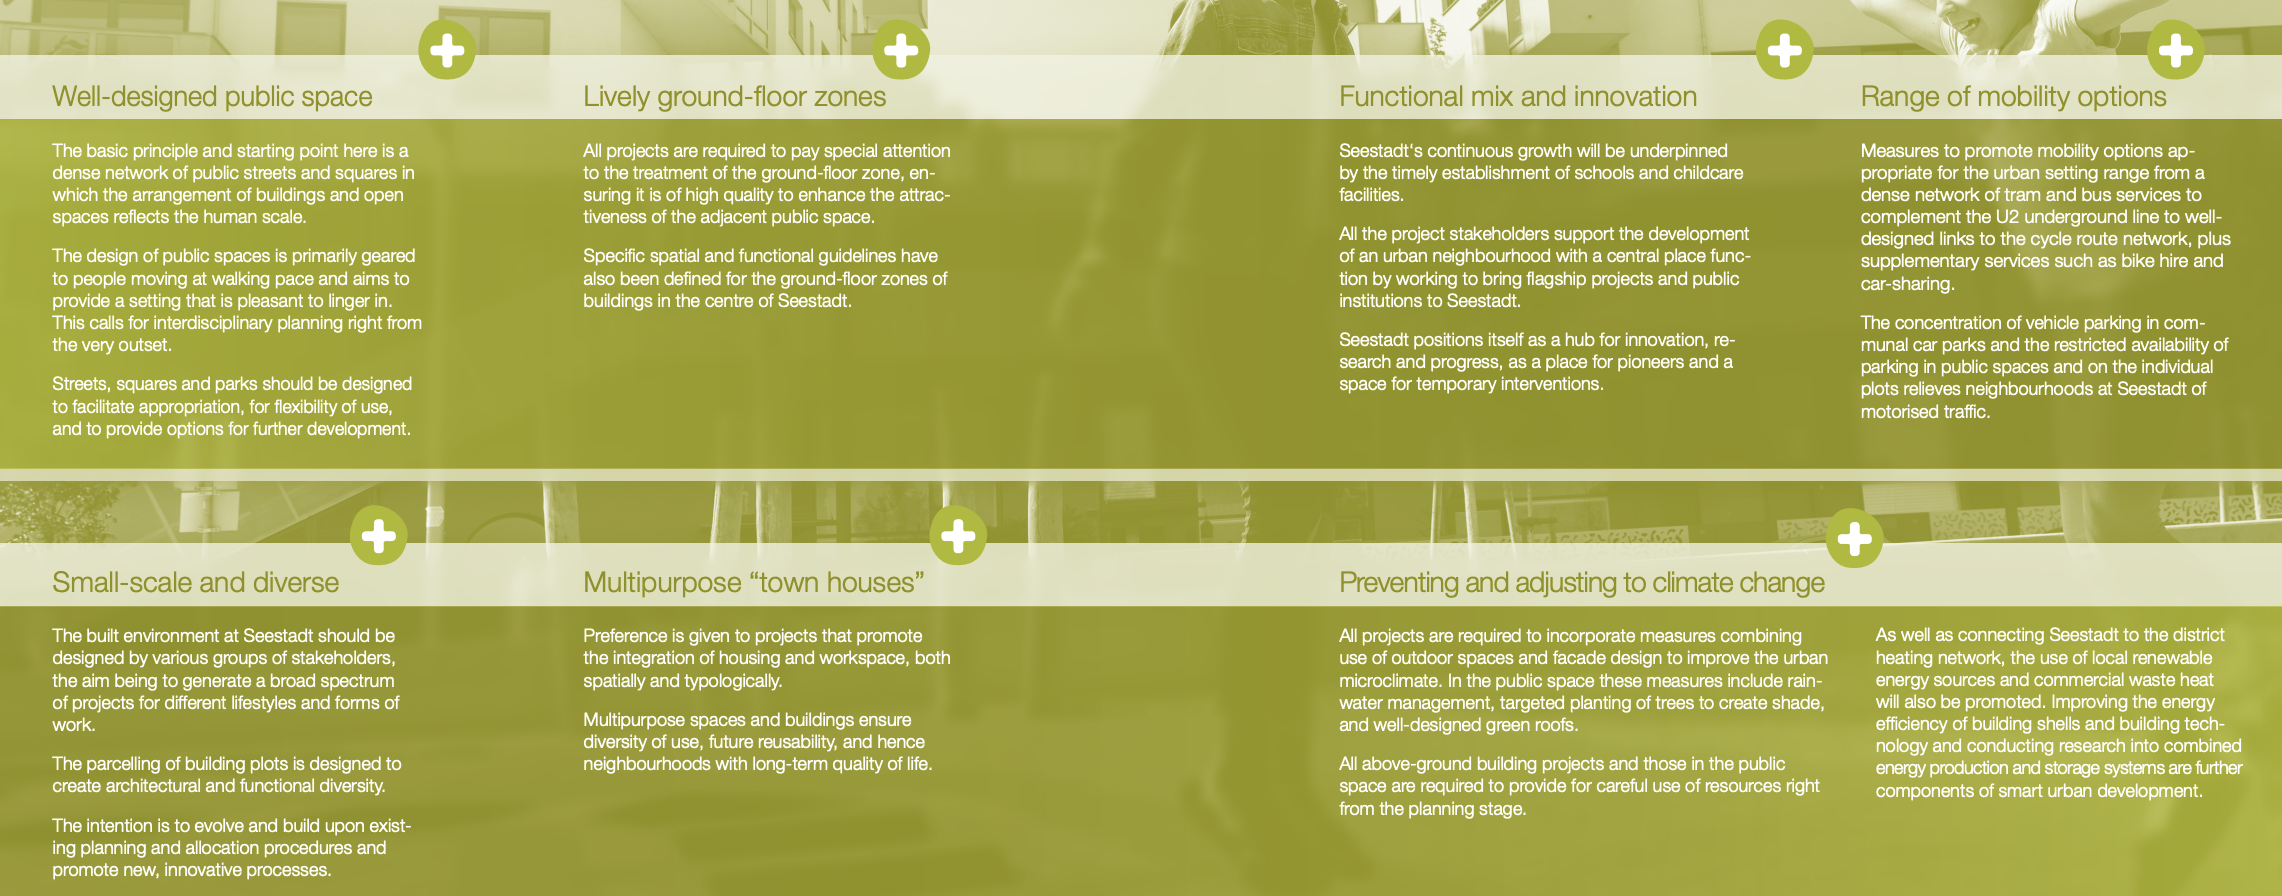 Well-designed public space
The basic principle and starting point here is a
dense network of public streets and squares in
which the arrangement of buildings and open
spaces reflects the human scale.
The design of public spaces is primarily geared
to people moving at walking pace and aims to
provide a setting that is pleasant to linger in.
This calls for interdisciplinary planning right from
the very outset.
Streets, squares and parks should be designed
to facilitate appropriation, for flexibility of use,
and to provide options for further development.
Lively ground-floor zones
All projects are required to pay special attention
to the treatment of the ground-floor zone, en-
suring it is of high quality to enhance the attrac-
tiveness of the adjacent public space.
Specific spatial and functional guidelines have
also been defined for the ground-floor zones of
buildings in the centre of Seestadt.
Functional mix and innovation
Seestadt‘s continuous growth will be underpinned
by the timely establishment of schools and childcare
facilities.
All the project stakeholders support the development
of an urban neighbourhood with a central place func-
tion by working to bring flagship projects and public
institutions to Seestadt.
Seestadt positions itself as a hub for innovation, re-
search and progress, as a place for pioneers and a
space for temporary interventions.
Range of mobility options
Measures to promote mobility options ap-
propriate for the urban setting range from a
dense network of tram and bus services to
complement the U2 underground line to well-
designed links to the cycle route network, plus
supplementary services such as bike hire and
car-sharing.
The concentration of vehicle parking in com-
munal car parks and the restricted availability of
parking in public spaces and on the individual
plots relieves neighbourhoods at Seestadt of
motorised traffic.
Small-scale and diverse
The built environment at Seestadt should be
designed by various groups of stakeholders,
the aim being to generate a broad spectrum
of projects for different lifestyles and forms of
work.
The parcelling of building plots is designed to
create architectural and functional diversity.
The intention is to evolve and build upon exist-
ing planning and allocation procedures and
promote new, innovative processes.
Multipurpose “town houses”
Preference is given to projects that promote
the integration of housing and workspace, both
spatially and typologically.
Multipurpose spaces and buildings ensure
diversity of use, future reusability, and hence
neighbourhoods with long-term quality of life.
Preventing and adjusting to climate change
All projects are required to incorporate measures combining
use of outdoor spaces and facade design to improve the urban
microclimate. In the public space these measures include rain-
water management, targeted planting of trees to create shade,
and well-designed green roofs.
All above-ground building projects and those in the public
space are required to provide for careful use of resources right
from the planning stage.
As well as connecting Seestadt to the district
heating network, the use of local renewable
energy sources and commercial waste heat
will also be promoted. Improving the energy
efficiency of building shells and building tech-
nology and conducting research into combined
energy production and storage systems are further
components of smart urban development.